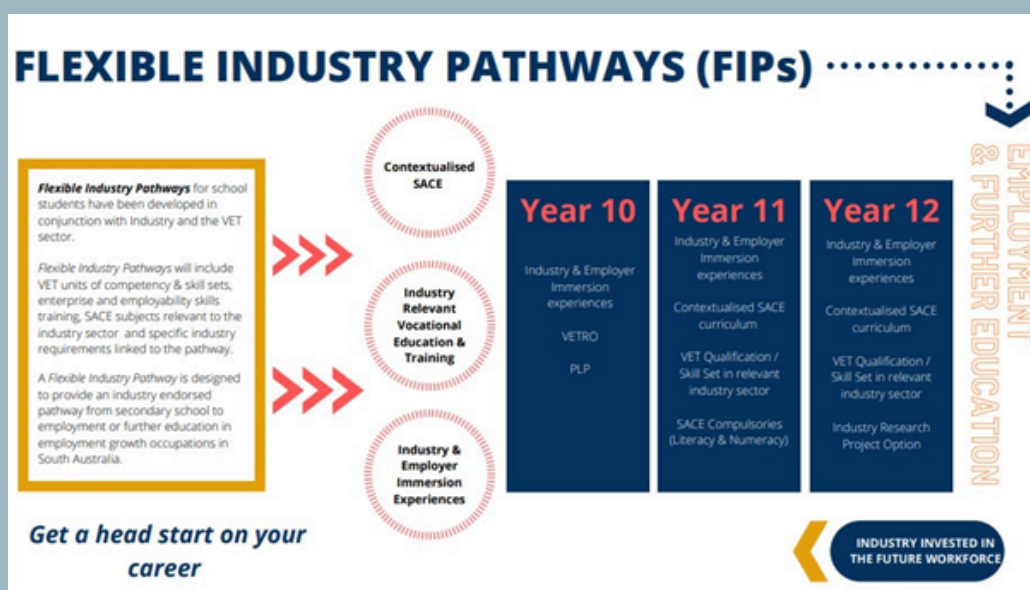 FLEXIBLE INDUSTRY PATHWAYS (FIPs)
Flexible Industry Pathways for school
students have been developed in
conjunction with Industry and the VET
sector.
Flexible Industry Pathways will include
VET units of competency & skill sets,
enterprise and employability skills
training, SACE subjects relevant to the
industry sector and specific industry
requirements linked to the pathway.
A Flexible Industry Pathway is designed
to provide an industry endorsed
pathway from secondary school to
employment or further education in
employment growth occupations in
South Australia.
Get a head start on your
career
Contextualised
SACE
Industry
Relevant
Vocational
Education &
Training
Industry &
Employer
Immersion
Experiences
Year 10
Industry & Employer
Immersion
experiences
VETRO
PLP
Year 11
Industry & Employer
Immersion
experiences
Contextualised SACE
curriculum
VET Qualification /
Skill Set in relevant
industry sector
SACE Compulsories
(Literacy & Numeracy)
Year 12
Industry & Employer
Immersion
experiences
Contextualised SACE
curriculum
VET Qualification /
Skill Set in relevant
industry sector
Industry Research
Project Option
EMPLOYMENT
& FURTHER EDUCATION
INDUSTRY INVESTED IN
THE FUTURE WORKFORCE